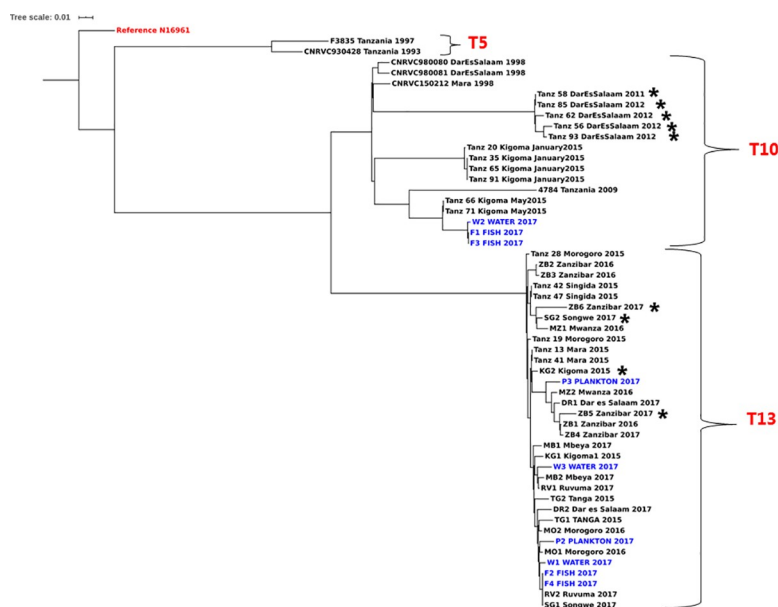 Tree scale: 0.01
Reference N16961
F3835 Tanzania 1997
CNRVC930428 Tanzania 1993
T5
CNRVC980080 DarEsSalaam 1998
CNRVC980081 DarEsSalaam 1998
CNRVC150212 Mara 1998
Tanz 58 DarEsSalaam 2011 *
Tanz 85 DarEsSalaam 2012 *
Tanz 62 DarEsSalaam 2012 *
Tanz 56 DarEsSalaam 2012 *
Tanz 93 DarEsSalaam 2012 *
Tanz 20 Kigoma January2015
T10
Tanz 35 Kigoma January2015
Tanz 65 Kigoma January2015
Tanz 91 Kigoma January2015
4784 Tanzania 2009
Tanz 66 Kigoma May2015
Tanz 71 Kigoma May2015
W2 WATER 2017
F1 FISH 2017
F3 FISH 2017
Tanz 28 Morogoro 2015
ZB2 Zanzibar 2016
ZB3 Zanzibar 2016
Tanz 42 Singida 2015
Tanz 47 Singida 2015
ZB6 Zanzibar 2017 *
SG2 Songwe 2017 *
MZ1 Mwanza 2016
Tanz 19 Morogoro 2015
Tanz 13 Mara 2015
Tanz 41 Mara 2015
KG2 Kigoma 2015 *
P3 PLANKTON 2017
MZ2 Mwanza 2016
DR1 Dar es Salaam 2017
ZB5 Zanzibar 2017 *
T13
ZB1 Zanzibar 2016
ZB4 Zanzibar 2017
MB1 Mbeya 2017
KG1 Kigoma1 2015
W3 WATER 2017
MB2 Mbeya 2017
RV1 Ruvuma 2017
TG2 Tanga 2015
DR2 Dar es Salaam 2017
TG1 TANGA 2015
MO2 Morogoro 2016
P2 PLANKTON 2017
MO1 Morogoro 2016
W1 WATER 2017
F2 FISH 2017
F4 FISH 2017
RV2 Ruvuma 2017
SG1 Songwe 2017